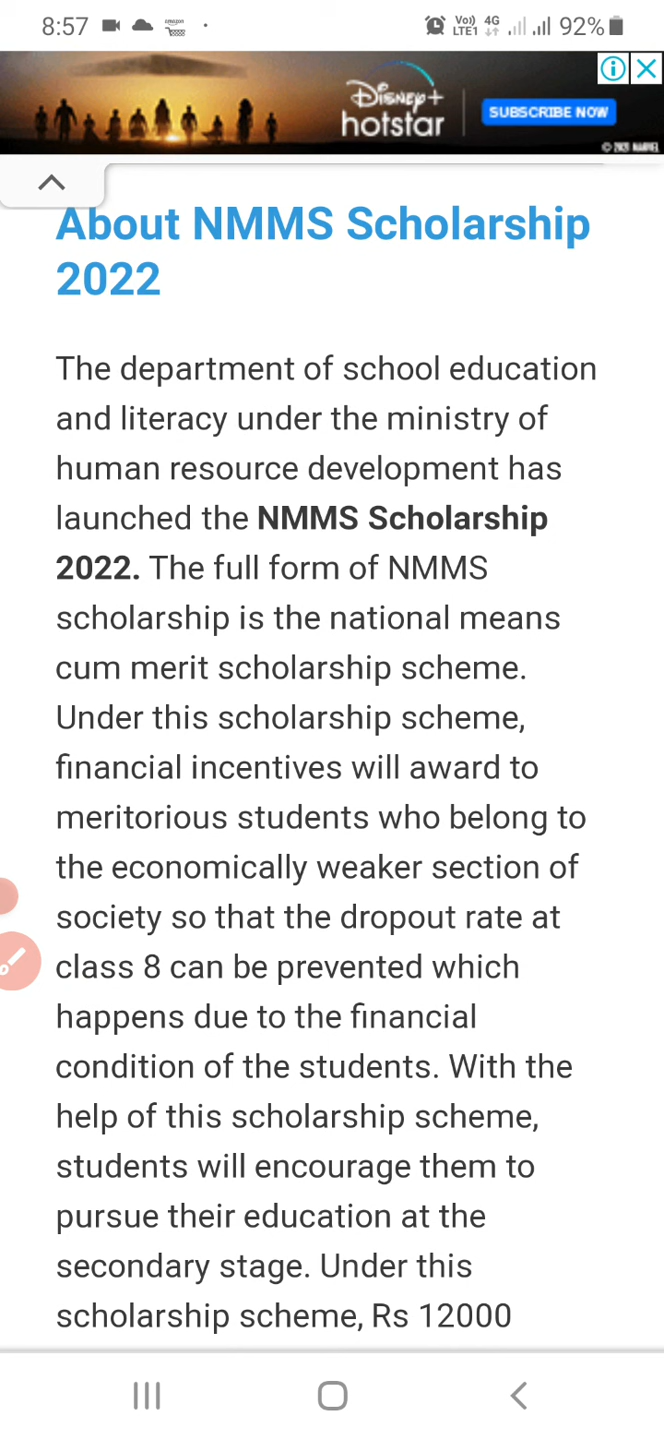 8:57
Vo)) 4G
LTE1
92%
Disney+
hotstar
SUBSCRIBE NOW
About NMMS Scholarship
2022
The department of school education
and literacy under the ministry of
human resource development has
launched the NMMS Scholarship
2022. The full form of NMMS
scholarship is the national means
cum merit scholarship scheme.
Under this scholarship scheme,
financial incentives will award to
meritorious students who belong to
the economically weaker section of
society so that the dropout rate at
class 8 can be prevented which
happens due to the financial
condition of the students. With the
help of this scholarship scheme,
students will encourage them to
pursue their education at the
secondary stage. Under this
scholarship scheme, Rs 12000